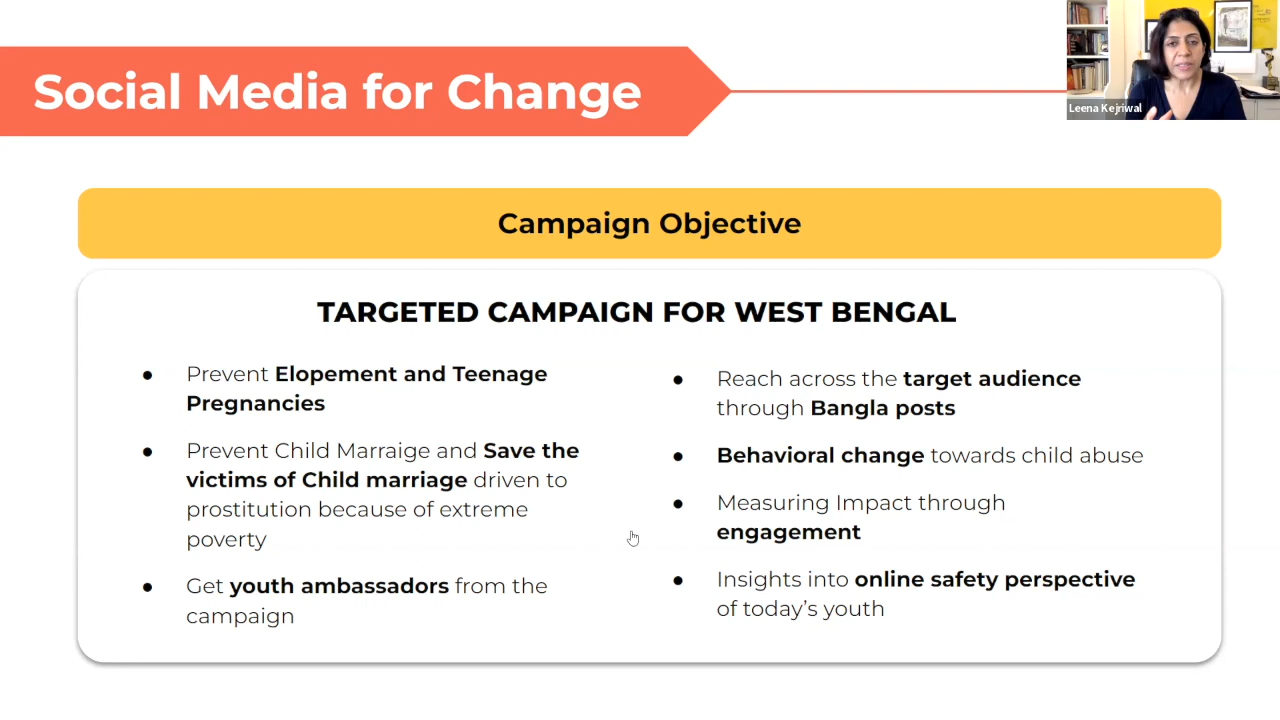 Social Media for Change
Leena Kejriwal
Campaign Objective
TARGETED CAMPAIGN FOR WEST BENGAL
● Prevent Elopement and Teenage
Pregnancies
● Prevent Child Marraige and Save the
victims of Child marriage driven to
prostitution because of extreme
poverty
● Get youth ambassadors from the
campaign
● Reach across the target audience
through Bangla posts
● Behavioral change towards child abuse
● Measuring Impact through
engagement
● Insights into online safety perspective
of today’s youth